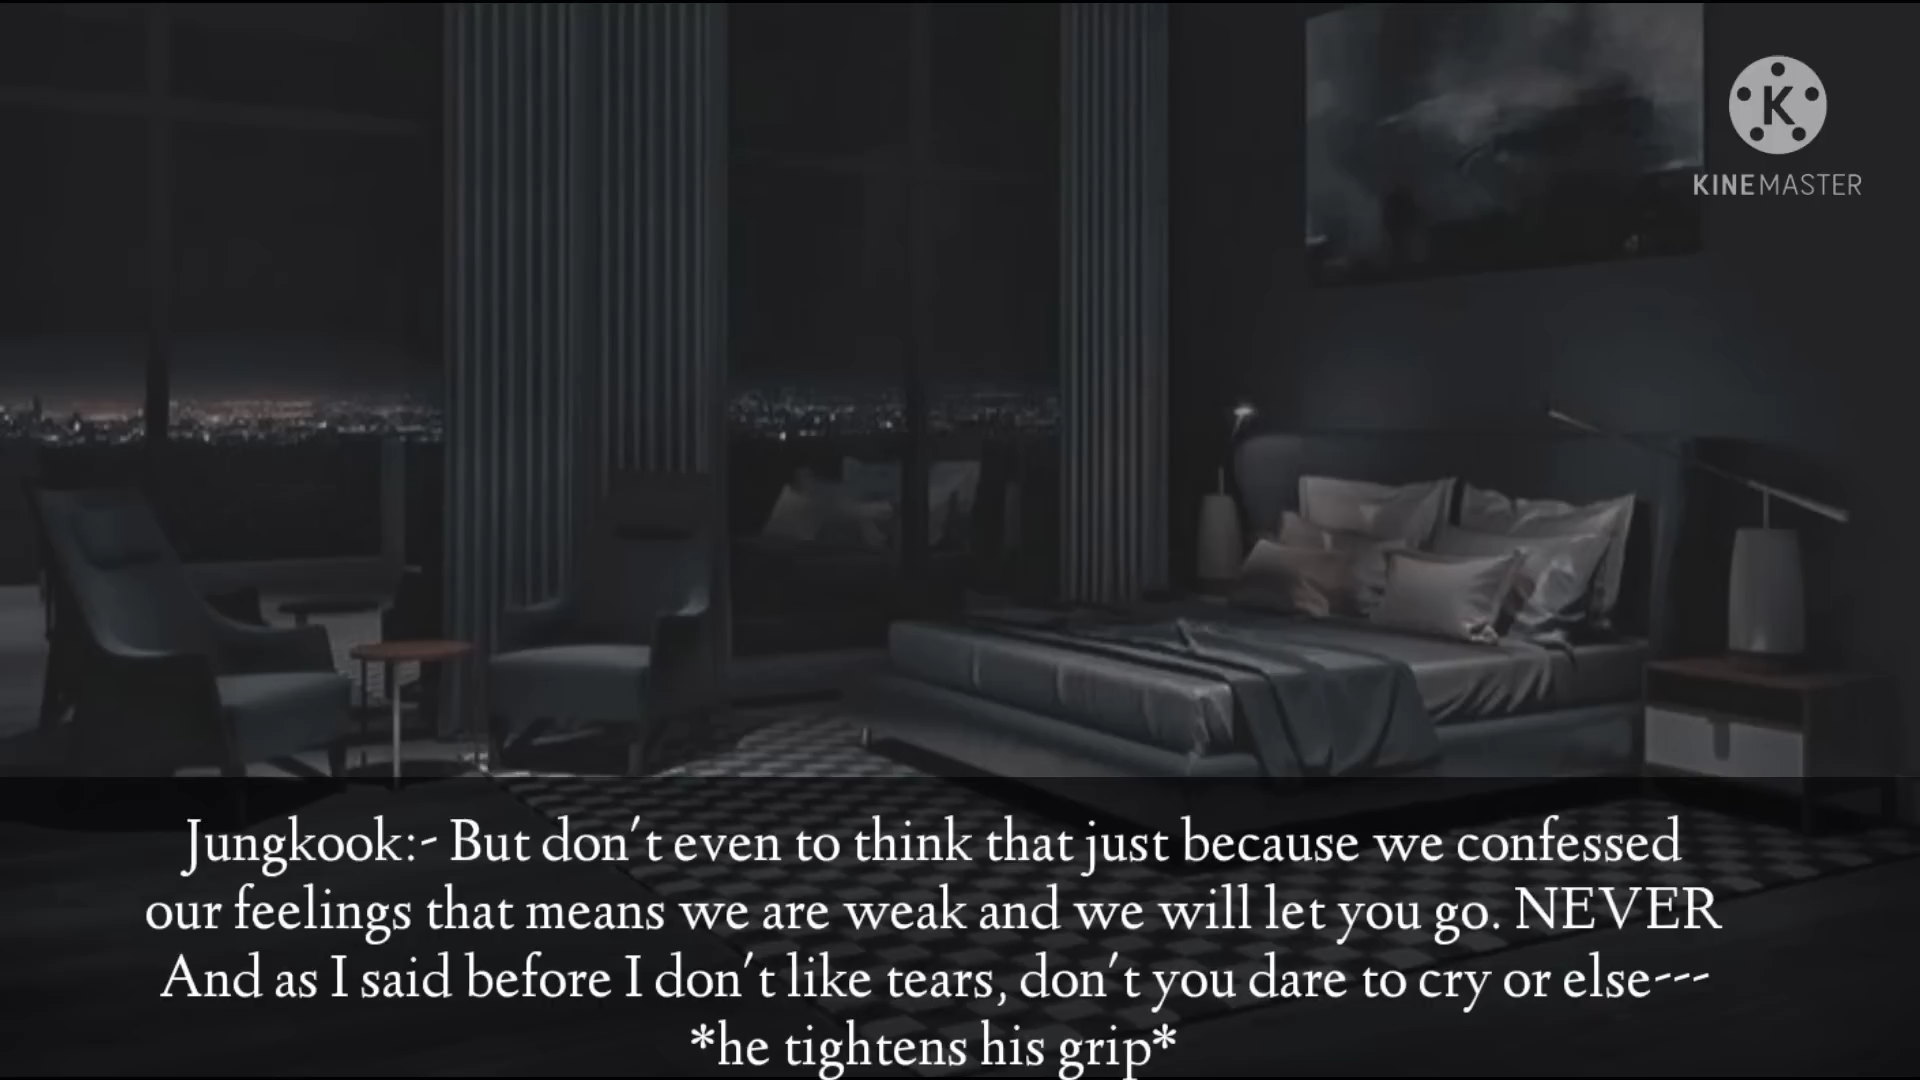 K
KINEMASTER
Jungkook:- But don't even to think that just because we confessed
our feelings that means we are weak and we will let you go. NEVER
And as I said before I don't like tears, don't you dare to cry or else---
*he tightens his grip*